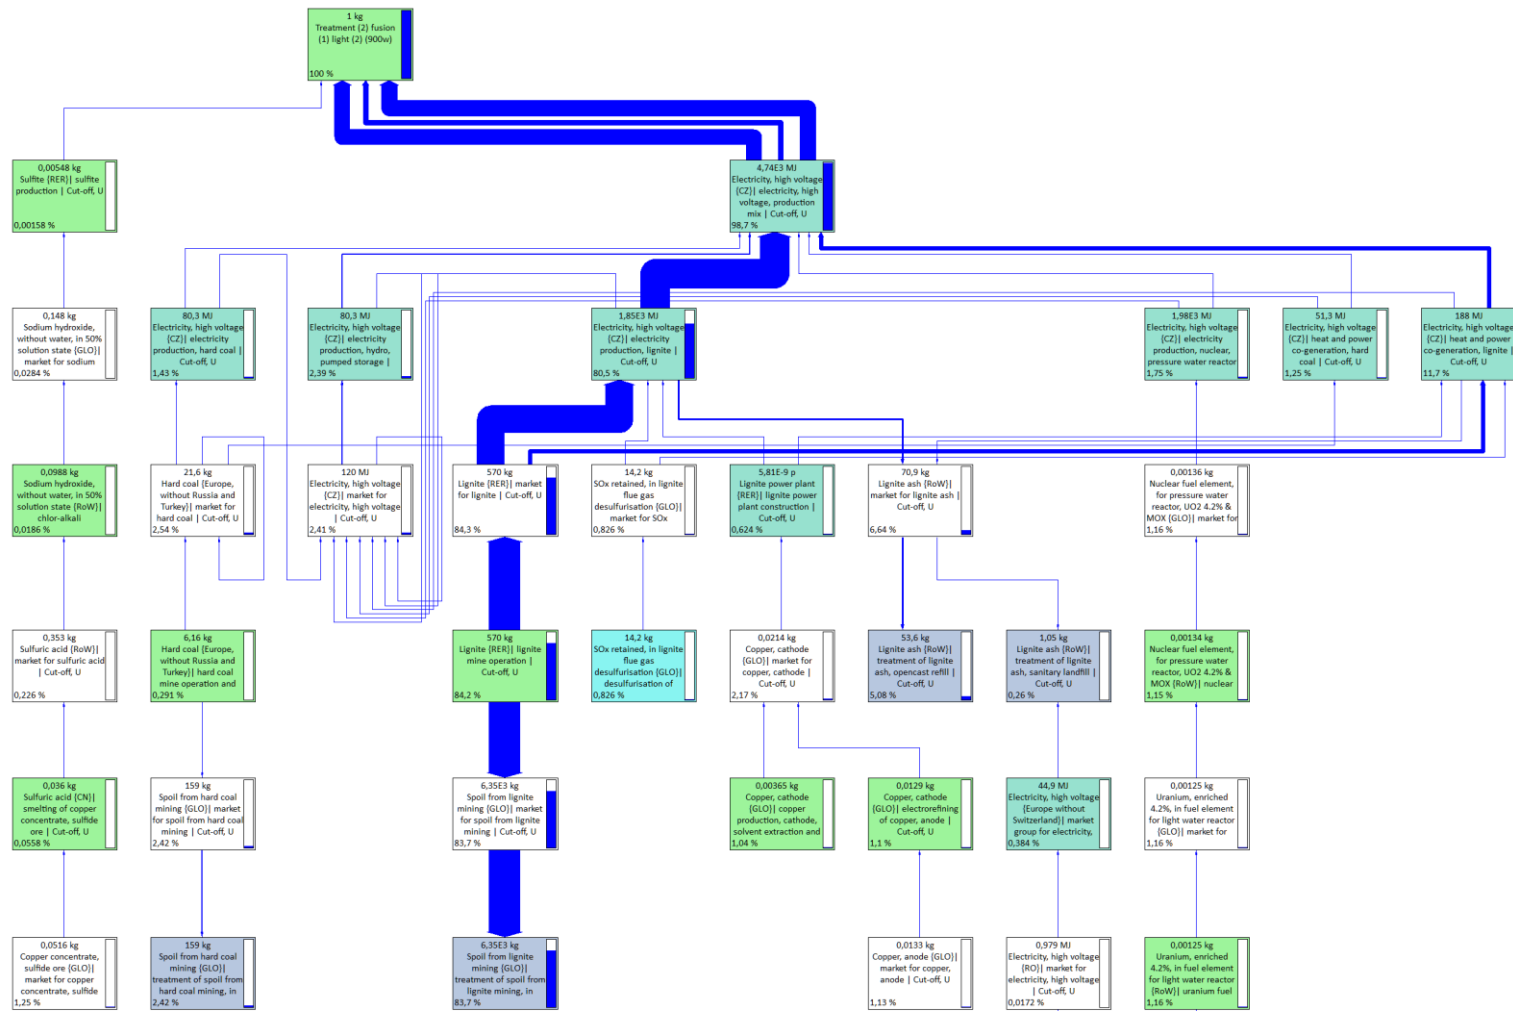 1 kg
Treatment (2) fusion
(1) light (2) (900w)
100 %
0,00548 kg
Sulfite {RER}| sulfite
production | Cut-off, U
0,00158 %
4,74E3 MJ
Electricity, high voltage
{CZ}| electricity, high
voltage, production
mix | Cut-off, U
98,7 %
0,148 kg
Sodium hydroxide,
without water, in 50%
solution state {GLO}|
market for sodium
0,0284 %
80,3 MJ
Electricity, high voltage
{CZ}| electricity
production, hard coal |
Cut-off, U
1,43 %
80,3 MJ
Electricity, high voltage
{CZ}| electricity
production, hydro,
pumped storage |
2,39 %
1,85E3 MJ
Electricity, high voltage
{CZ}| electricity
production, lignite |
Cut-off, U
80,5 %
1,98E3 MJ
Electricity, high voltage
{CZ}| electricity
production, nuclear,
pressure water reactor
1,75 %
51,3 MJ
Electricity, high voltage
{CZ}| heat and power
co-generation, hard
coal | Cut-off, U
1,25 %
188 MJ
Electricity, high voltage
{CZ}| heat and power
co-generation, lignite |
Cut-off, U
11,7 %
0,0988 kg
Sodium hydroxide,
without water, in 50%
solution state {RoW}|
chlor-alkali
0,0186 %
21,6 kg
Hard coal {Europe,
without Russia and
Turkey}| market for
hard coal | Cut-off, U
2,54 %
120 MJ
Electricity, high voltage
{CZ}| market for
electricity, high voltage
| Cut-off, U
2,41 %
570 kg
Lignite {RER}| market
for lignite | Cut-off, U
84,3 %
14,2 kg
SOx retained, in lignite
flue gas
desulfurisation {GLO}|
market for SOx
0,826 %
5,81E-9 p
Lignite power plant
{RER}| lignite power
plant construction |
Cut-off, U
0,624 %
70,9 kg
Lignite ash {RoW}|
market for lignite ash |
Cut-off, U
6,64 %
0,00136 kg
Nuclear fuel element,
for pressure water
reactor, UO2 4.2% &
MOX {GLO}| market for
1,16 %
0,353 kg
Sulfuric acid {RoW}|
market for sulfuric acid
| Cut-off, U
0,226 %
6,16 kg
Hard coal {Europe,
without Russia and
Turkey}| hard coal
mine operation and
0,291 %
570 kg
Lignite {RER}| lignite
mine operation |
Cut-off, U
84,2 %
14,2 kg
SOx retained, in lignite
flue gas
desulfurisation {GLO}|
desulfurisation of
0,826 %
0,0214 kg
Copper, cathode
{GLO}| market for
copper, cathode |
Cut-off, U
2,17 %
53,6 kg
Lignite ash {RoW}|
treatment of lignite
ash, opencast refill |
Cut-off, U
5,08 %
1,05 kg
Lignite ash {RoW}|
treatment of lignite
ash, sanitary landfill |
Cut-off, U
0,26 %
0,00134 kg
Nuclear fuel element,
for pressure water
reactor, UO2 4.2% &
MOX {RoW}| nuclear
1,15 %
0,036 kg
Sulfuric acid {CN}|
smelting of copper
concentrate, sulfide
ore | Cut-off, U
0,0558 %
159 kg
Spoil from hard coal
mining {GLO}| market
for spoil from hard coal
mining | Cut-off, U
2,42 %
6,35E3 kg
Spoil from lignite
mining {GLO}| market
for spoil from lignite
mining | Cut-off, U
83,7 %
0,00365 kg
Copper, cathode
{GLO}| copper
production, cathode,
solvent extraction and
1,04 %
0,0129 kg
Copper, cathode
{GLO}| electrorefining
of copper, anode |
Cut-off, U
1,1 %
44,9 MJ
Electricity, high voltage
{Europe without
Switzerland}| market
group for electricity,
0,384 %
0,00125 kg
Uranium, enriched
4.2%, in fuel element
for light water reactor
{GLO}| market for
1,16 %
0,0516 kg
Copper concentrate,
sulfide ore {GLO}|
market for copper
concentrate, sulfide
1,25 %
159 kg
Spoil from hard coal
mining {GLO}|
treatment of spoil from
hard coal mining, in
2,42 %
6,35E3 kg
Spoil from lignite
mining {GLO}|
treatment of spoil from
lignite mining, in
83,7 %
0,0133 kg
Copper, anode {GLO}|
market for copper,
anode | Cut-off, U
1,13 %
0,979 MJ
Electricity, high voltage
{RO}| market for
electricity, high voltage
| Cut-off, U
0,0172 %
0,00125 kg
Uranium, enriched
4.2%, in fuel element
for light water reactor
{RoW}| uranium fuel
1,16 %